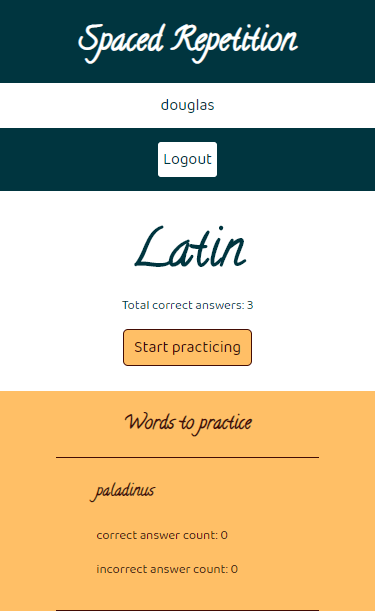 Spaced Repetition
douglas
Logout
Latin
Total correct answers: 3
Start practicing
Words to practice
paladinus
correct answer count: 0
incorrect answer count: 0